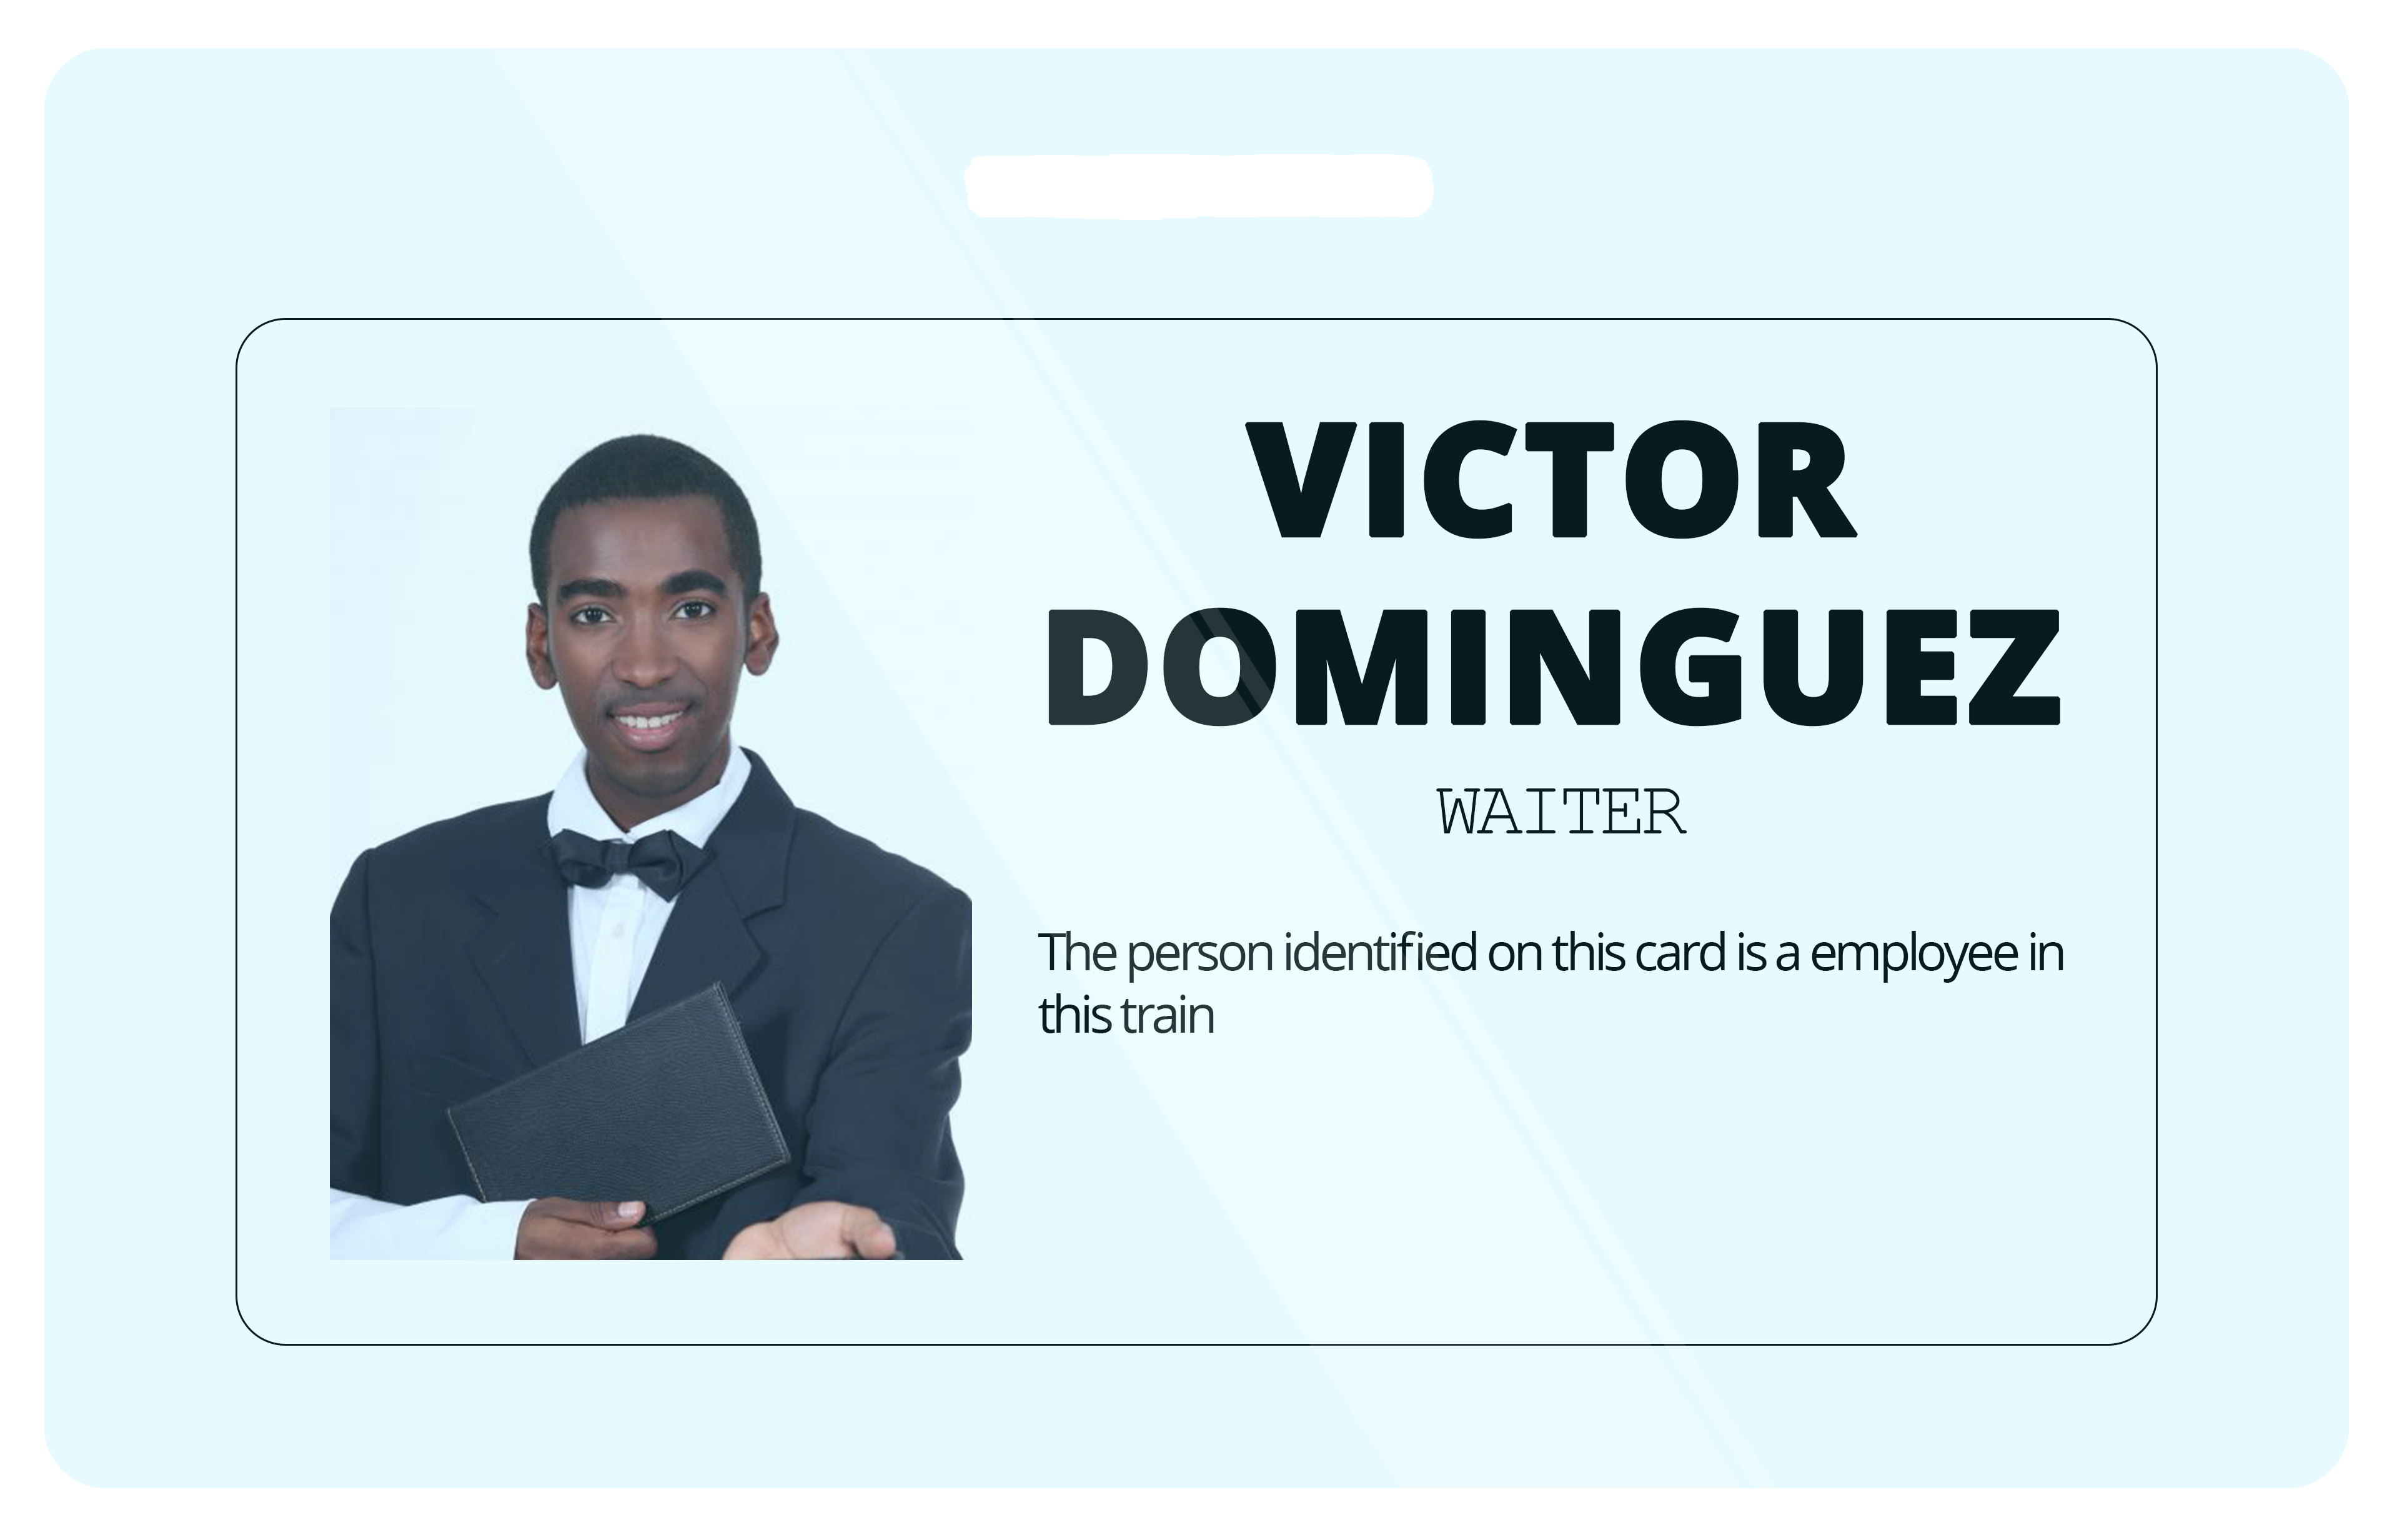 VICTOR
DOMINGUEZ
WAITER
The person identified on this card is a employee in
this train